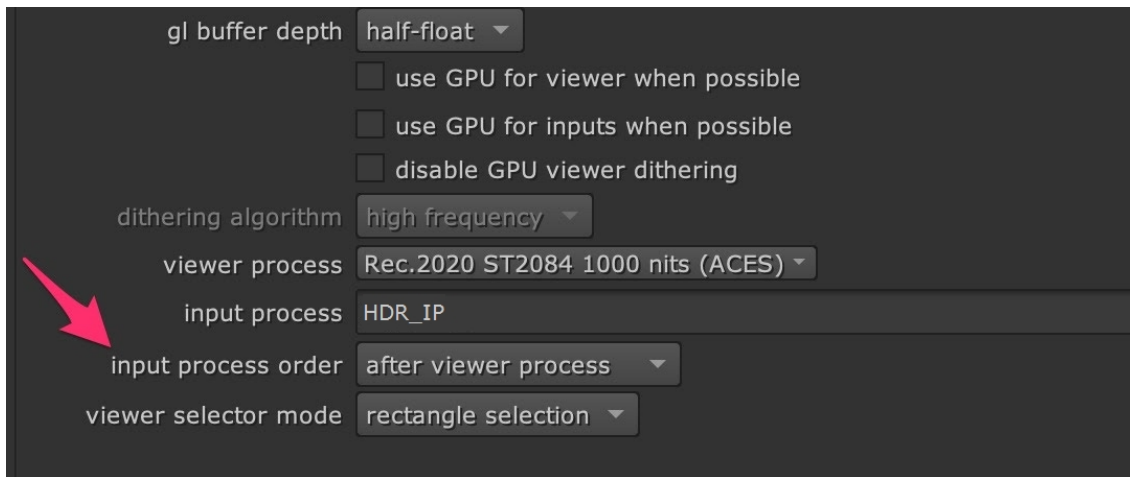 gl buffer depth half-float
use GPU for viewer when possible
use GPU for inputs when possible
disable GPU viewer dithering
dithering algorithm high frequency
viewer process Rec.2020 ST2084 1000 nits (ACES)
input process HDR_IP
input process order after viewer process
viewer selector mode rectangle selection